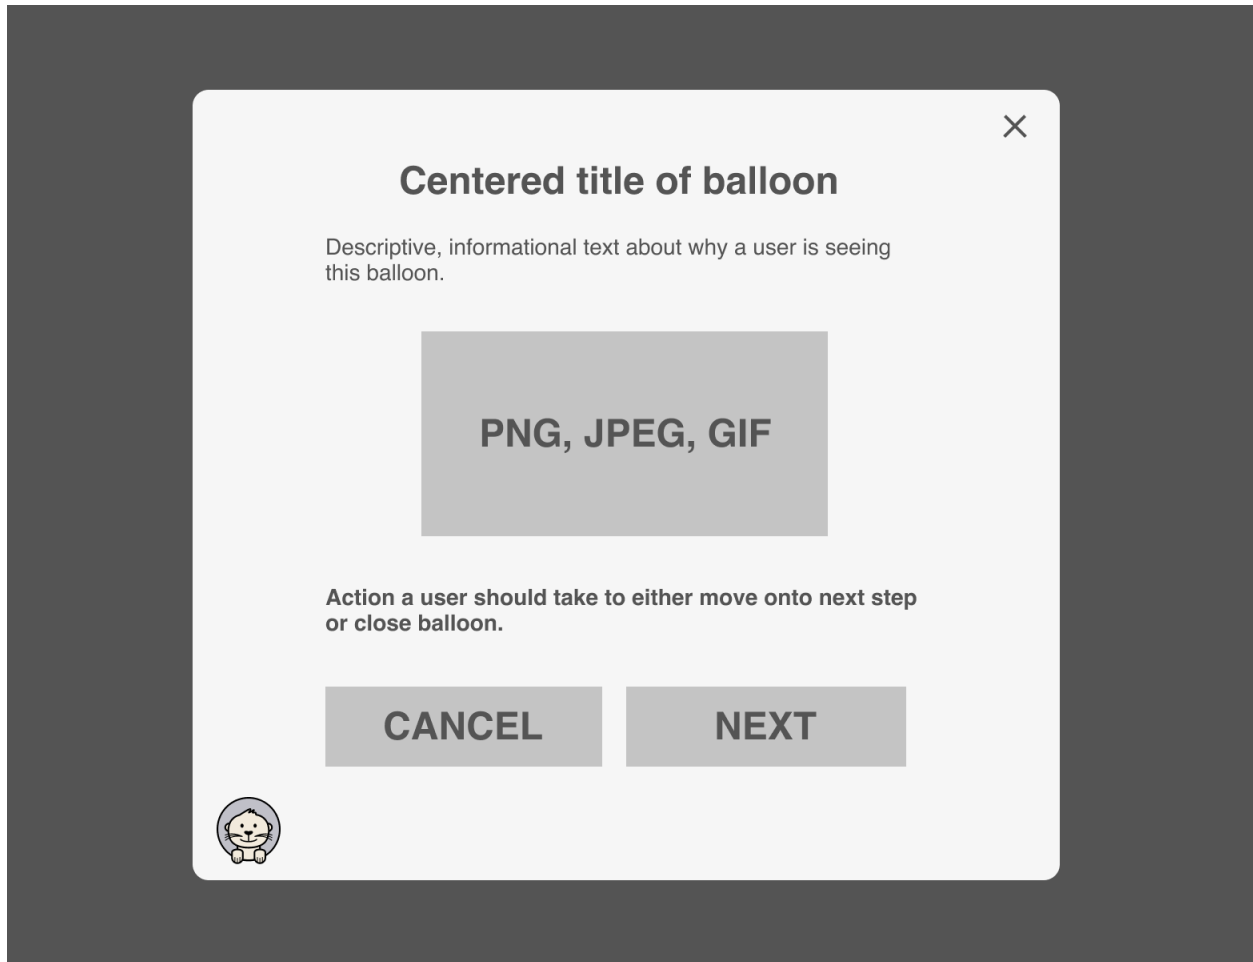 Centered title of balloon
Descriptive, informational text about why a user is seeing
this balloon.
PNG, JPEG, GIF
Action a user should take to either move onto next step
or close balloon.
CANCEL NEXT